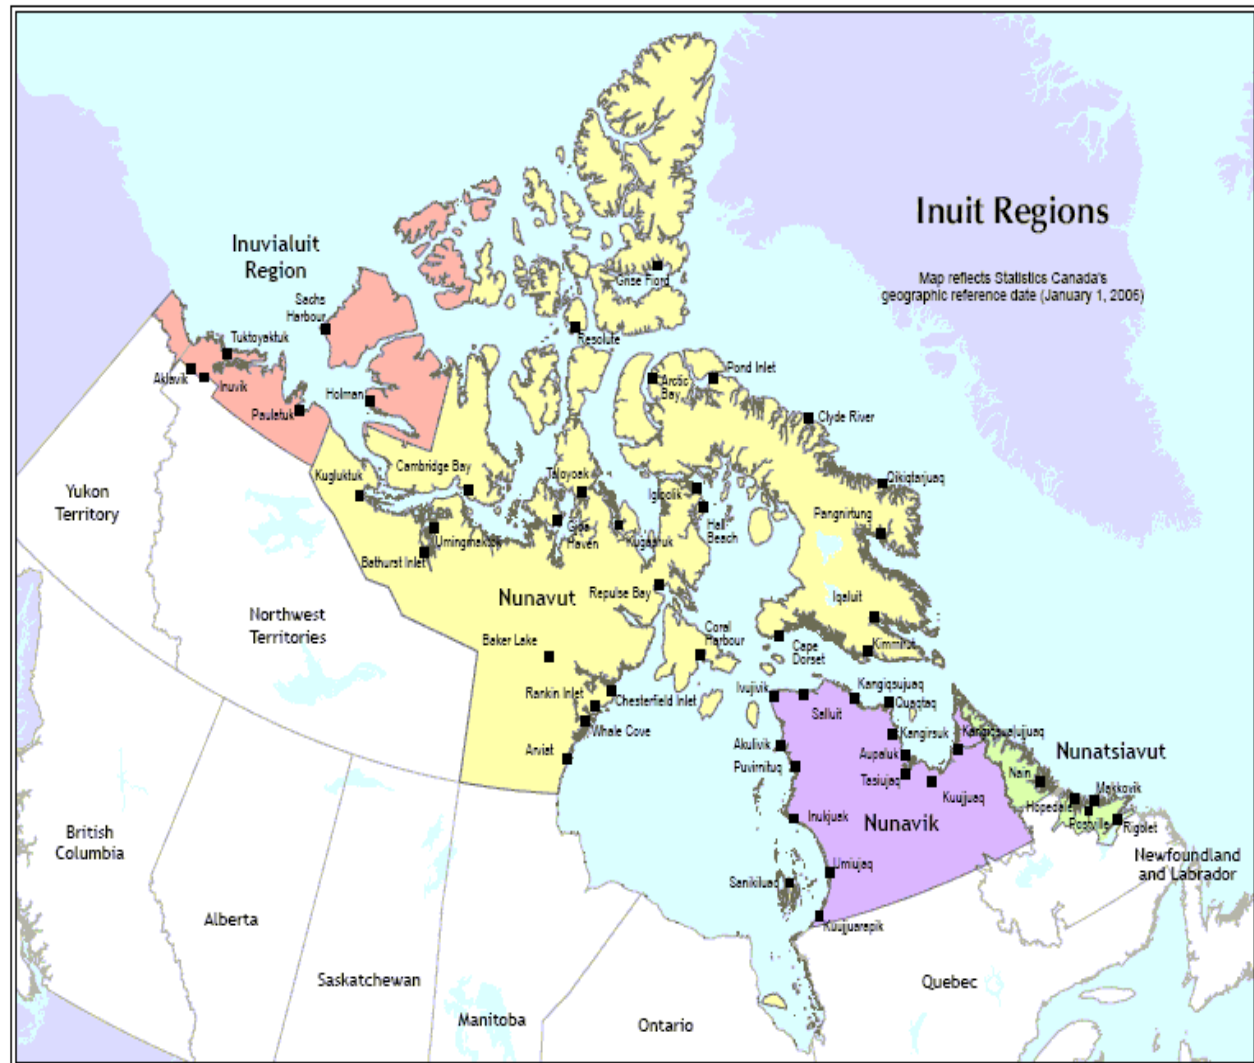 Inuit Regions
Map reflects Statistics Canada's
geographic reference date (January 1, 2006)
Inuvialuit
Region
Sachs
Harbour
Tuktoyaktuk
Aklavik
Inuvik
Paulatuk
Holman
Grise Fiord
Resolute
Arctic
Bay
Pond Inlet
Clyde River
Qikiqtarjuaq
Pangnirtung
Kugluktuk
Cambridge Bay
Taloyoak
Igloolik
Hall
Beach
Gjoa
Haven
Kugaaruk
Umingmaktok
Bathurst Inlet
Nunavut
Repulse Bay
Iqaluit
Kimmirut
Cape
Dorset
Coral
Harbour
Baker Lake
Rankin Inlet
Chesterfield Inlet
Whale Cove
Arviat
Ivujivik
Salluit
Kangiqsujuaq
Quaqtaq
Kangirsuk
Kangiqsualujjuaq
Akulivik
Aupaluk
Puvirnituq
Tasiujaq
Kuujjuaq
Inukjuak
Nunavik
Umiujaq
Sanikiluaq
Kuujjuarapik
Nunatsiavut
Nain
Hopedale
Makkovik
Postville
Rigolet
Newfoundland
and Labrador
Yukon
Territory
Northwest
Territories
British
Columbia
Alberta
Saskatchewan
Manitoba
Ontario
Quebec